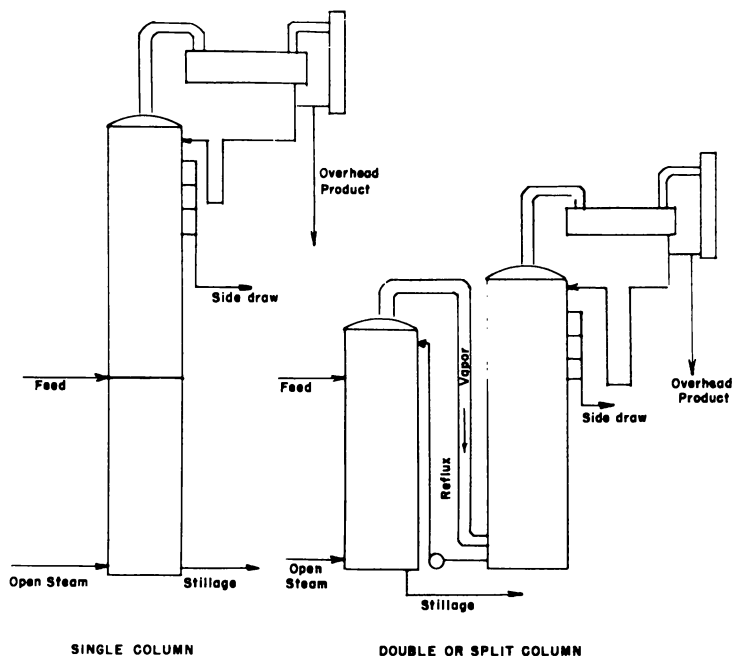 Overhead
Product
Side draw
Feed
Open Steam
Stillage
SINGLE COLUMN
Vapor
Reflux
Feed
Open
Steam
Stillage
Side draw
Overhead
Product
DOUBLE OR SPLIT COLUMN